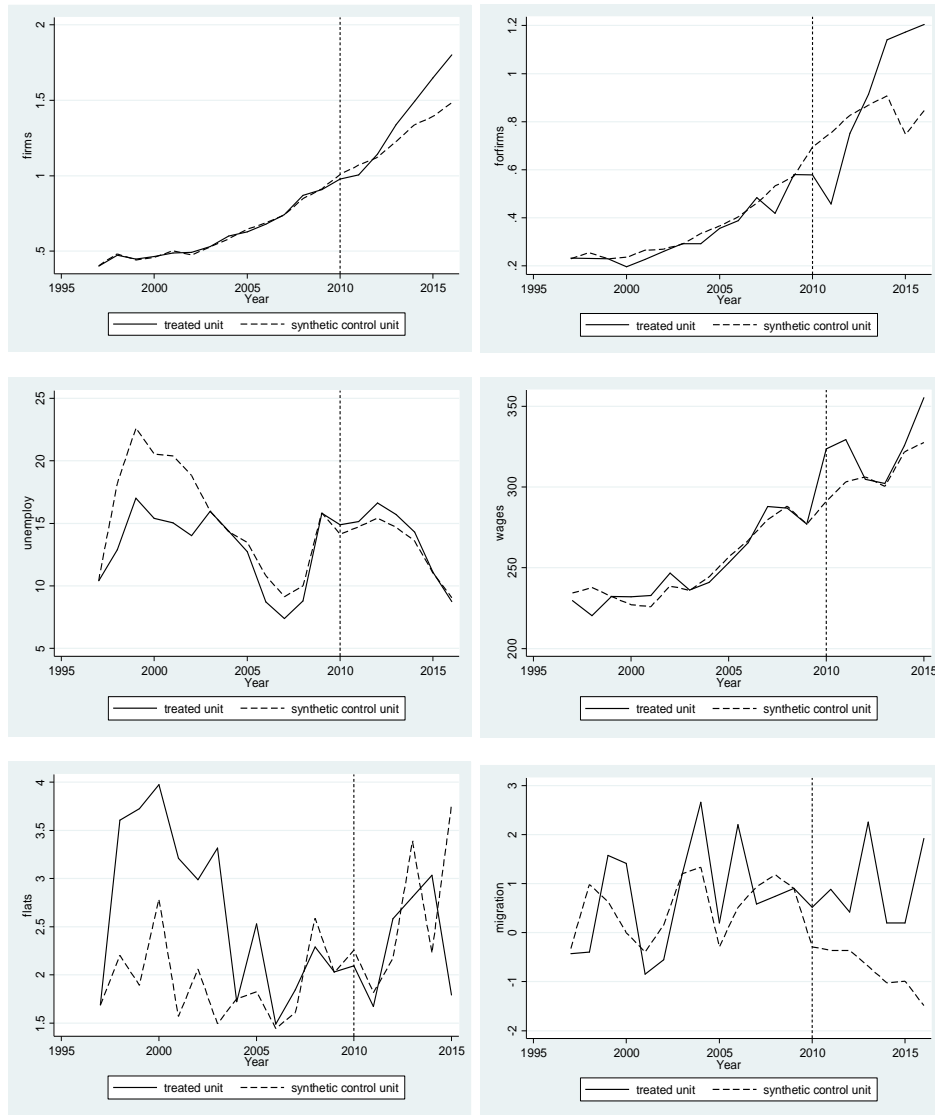 firms
2
1.5
1
.5
1995 2000 2005 2010 2015
Year
treated unit synthetic control unit
forfirms
1.2
1
.8
.6
.4
.2
1995 2000 2005 2010 2015
Year
treated unit synthetic control unit
unemploy
25
20
15
10
5
1995 2000 2005 2010 2015
Year
treated unit synthetic control unit
wages
350
300
250
200
1995 2000 2005 2010 2015
Year
treated unit synthetic control unit
flats
4
3.5
3
2.5
2
1.5
1995 2000 2005 2010 2015
Year
treated unit synthetic control unit
migration
3
2
1
0
-1
-2
1995 2000 2005 2010 2015
Year
treated unit synthetic control unit